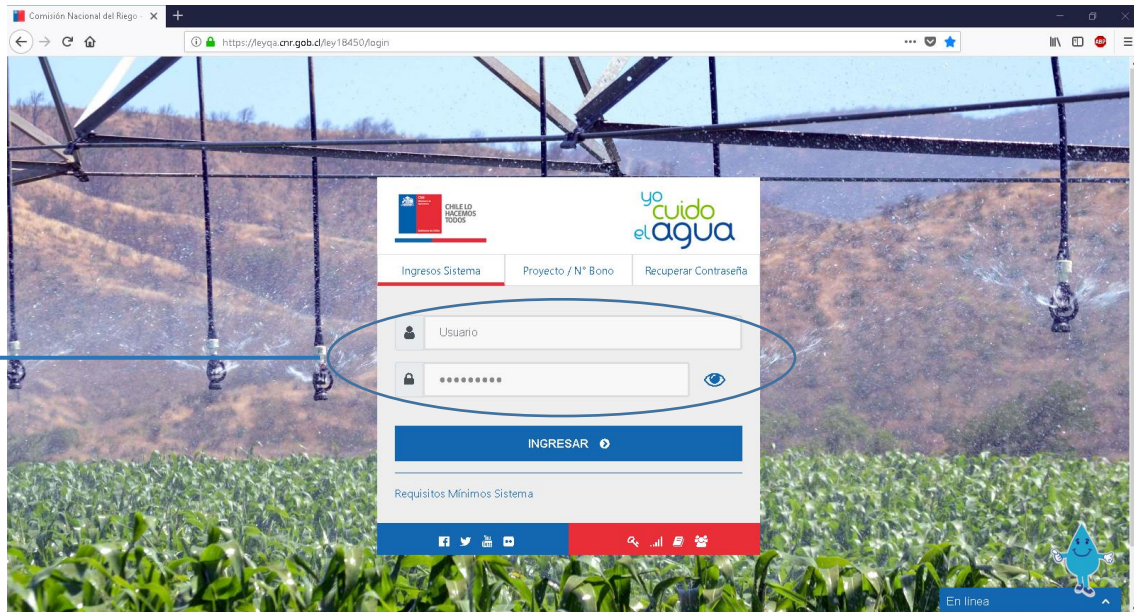 Comisión Nacional del Riego -
https://leyqa.cnr.gob.cl/ley18450/login
ABP
CHILE LO
HACEMOS
TODOS
yo
cuido
el agua
Ingresos Sistema
Proyecto / N° Bono
Recuperar Contraseña
Usuario
INGRESAR
Requisitos Mínimos Sistema
En línea